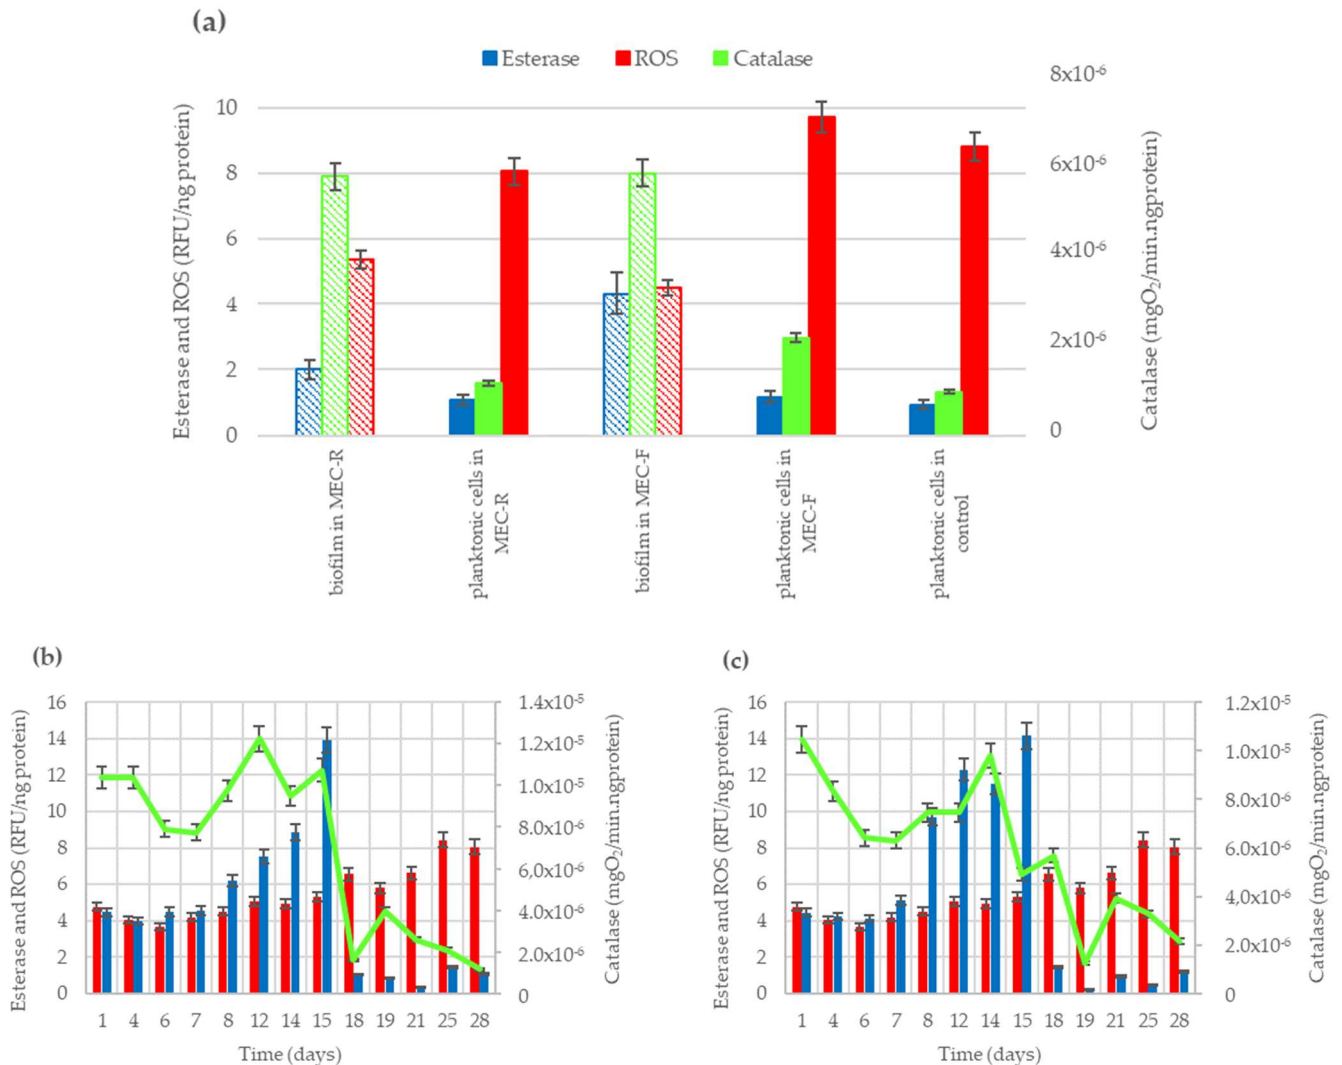 (a)
Esterase ROS Catalase
Esterase and ROS (RFU/ng protein)
10
8
6
4
2
0
8x10⁻⁶
6x10⁻⁶
4x10⁻⁶
2x10⁻⁶
0
Catalase (mgO₂/min.ngprotein)
biofilm in MEC-R
planktonic cells in
MEC-R
biofilm in MEC-F
planktonic cells in
MEC-F
planktonic cells in
control
(b)
Esterase and ROS (RFU/ng protein)
16
14
12
10
8
6
4
2
0
1.4x10⁻⁵
1.2x10⁻⁵
1.0x10⁻⁵
8.0x10⁻⁶
6.0x10⁻⁶
4.0x10⁻⁶
2.0x10⁻⁶
0
Catalase (mgO₂/min.ngprotein)
1 4 6 7 8 12 14 15 18 19 21 25 28
Time (days)
(c)
Esterase and ROS (RFU/ng protein)
16
14
12
10
8
6
4
2
0
1.2x10⁻⁵
1.0x10⁻⁵
8.0x10⁻⁶
6.0x10⁻⁶
4.0x10⁻⁶
2.0x10⁻⁶
0
Catalase (mgO₂/min.ngprotein)
1 4 6 7 8 12 14 15 18 19 21 25 28
Time (days)